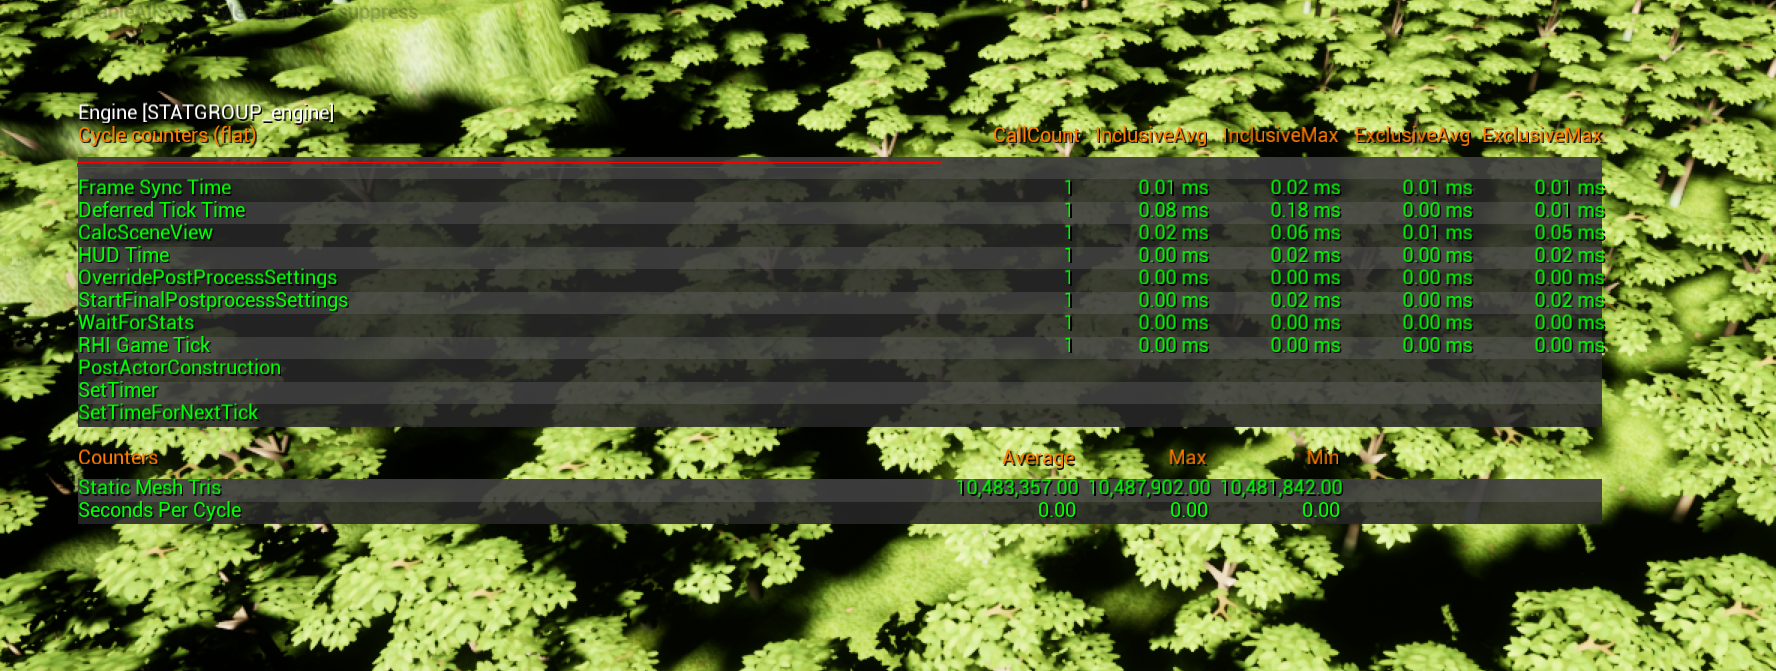 suppress
Engine [STATGROUP_engine]
Cycle counters (flat) CallCount InclusiveAvg InclusiveMax ExclusiveAvg ExclusiveMax
Frame Sync Time 1 0.01 ms 0.02 ms 0.01 ms 0.01 ms
Deferred Tick Time 1 0.08 ms 0.18 ms 0.00 ms 0.01 ms
CalcSceneView 1 0.02 ms 0.06 ms 0.01 ms 0.05 ms
HUD Time 1 0.00 ms 0.02 ms 0.00 ms 0.02 ms
OverridePostProcessSettings 1 0.00 ms 0.00 ms 0.00 ms 0.00 ms
StartFinalPostprocessSettings 1 0.00 ms 0.02 ms 0.00 ms 0.02 ms
WaitForStats 1 0.00 ms 0.00 ms 0.00 ms 0.00 ms
RHI Game Tick 1 0.00 ms 0.00 ms 0.00 ms 0.00 ms
PostActorConstruction
SetTimer
SetTimeForNextTick
Counters Average Max Min
Static Mesh Tris 10,483,357.00 10,487,902.00 10,481,842.00
Seconds Per Cycle 0.00 0.00 0.00